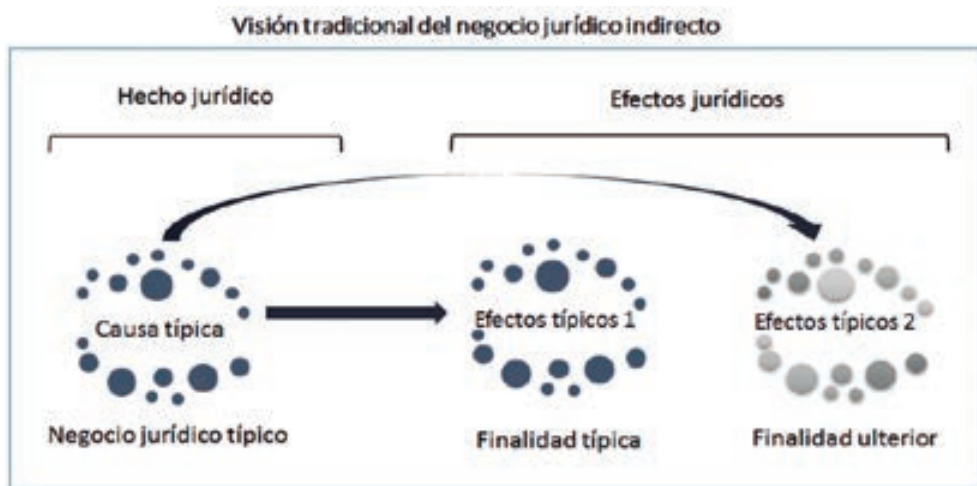 Visión tradicional del negocio jurídico indirecto
Hecho jurídico
Efectos jurídicos
Causa típica
Efectos típicos 1
Efectos típicos 2
Negocio jurídico típico
Finalidad típica
Finalidad ulterior